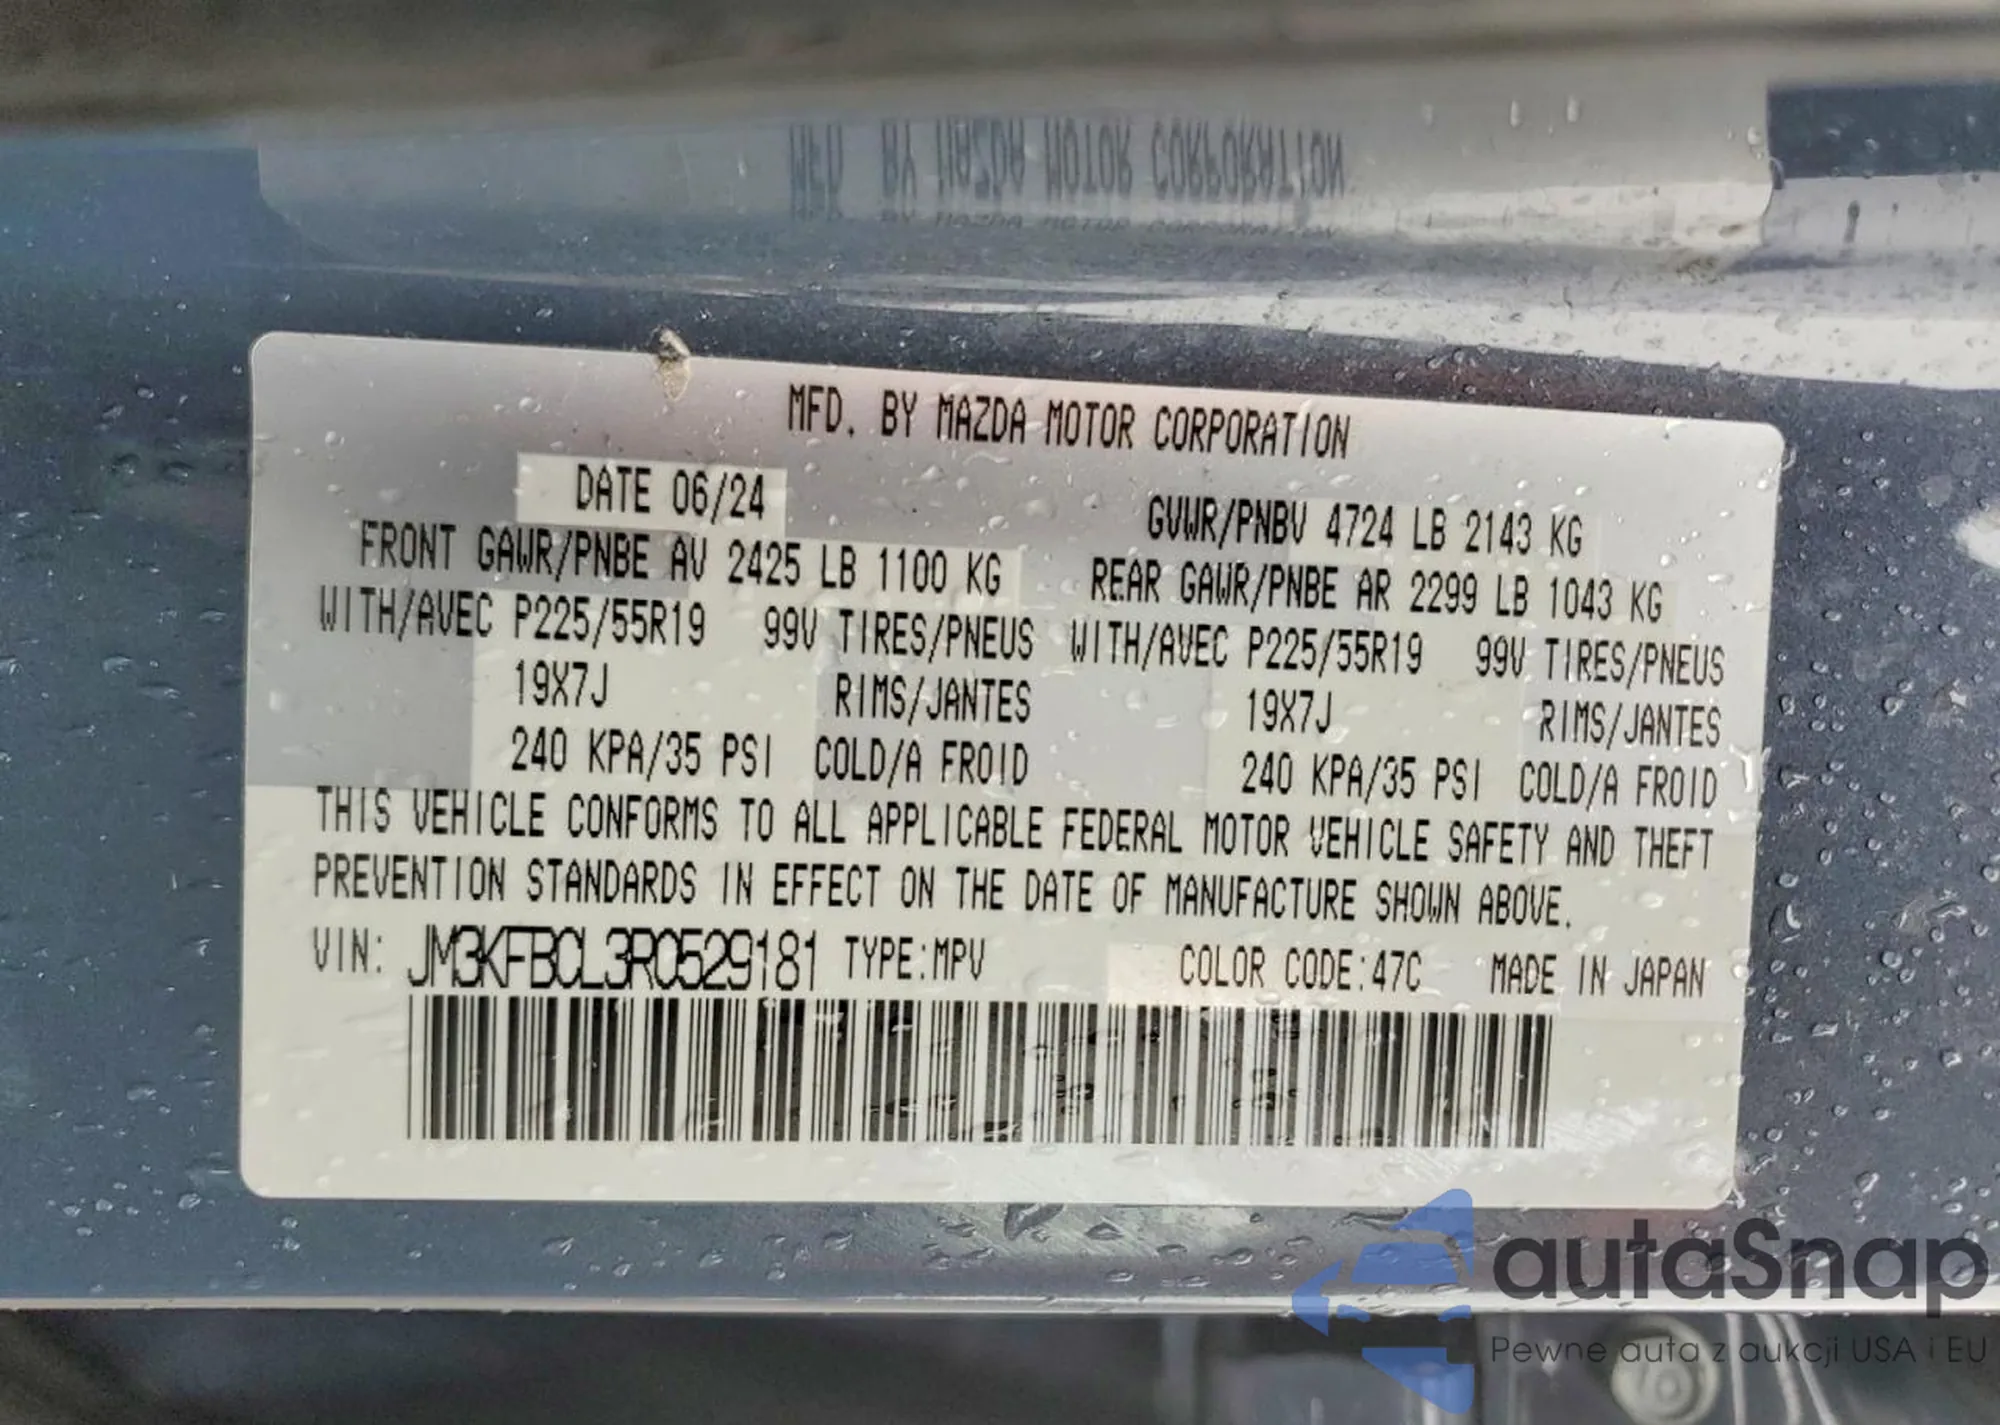 MFD. BY MAZDA MOTOR CORPORATION
MFD. BY MAZDA MOTOR CORPORATION
DATE 06/24
GVWR/PNBV 4724 LB 2143 KG
FRONT GAWR/PNBE AV 2425 LB 1100 KG
REAR GAWR/PNBE AR 2299 LB 1043 KG
WITH/AVEC P225/55R19 99V TIRES/PNEUS
WITH/AVEC P225/55R19 99V TIRES/PNEUS
19X7J RIMS/JANTES
19X7J RIMS/JANTES
240 KPA/35 PSI COLD/A FROID
240 KPA/35 PSI COLD/A FROID
THIS VEHICLE CONFORMS TO ALL APPLICABLE FEDERAL MOTOR VEHICLE SAFETY AND THEFT
PREVENTION STANDARDS IN EFFECT ON THE DATE OF MANUFACTURE SHOWN ABOVE.
VIN: JM3KFBCL3R0529181 TYPE:MPV COLOR CODE:47C MADE IN JAPAN
autaSnap
Pewne auta z aukcji USA i EU